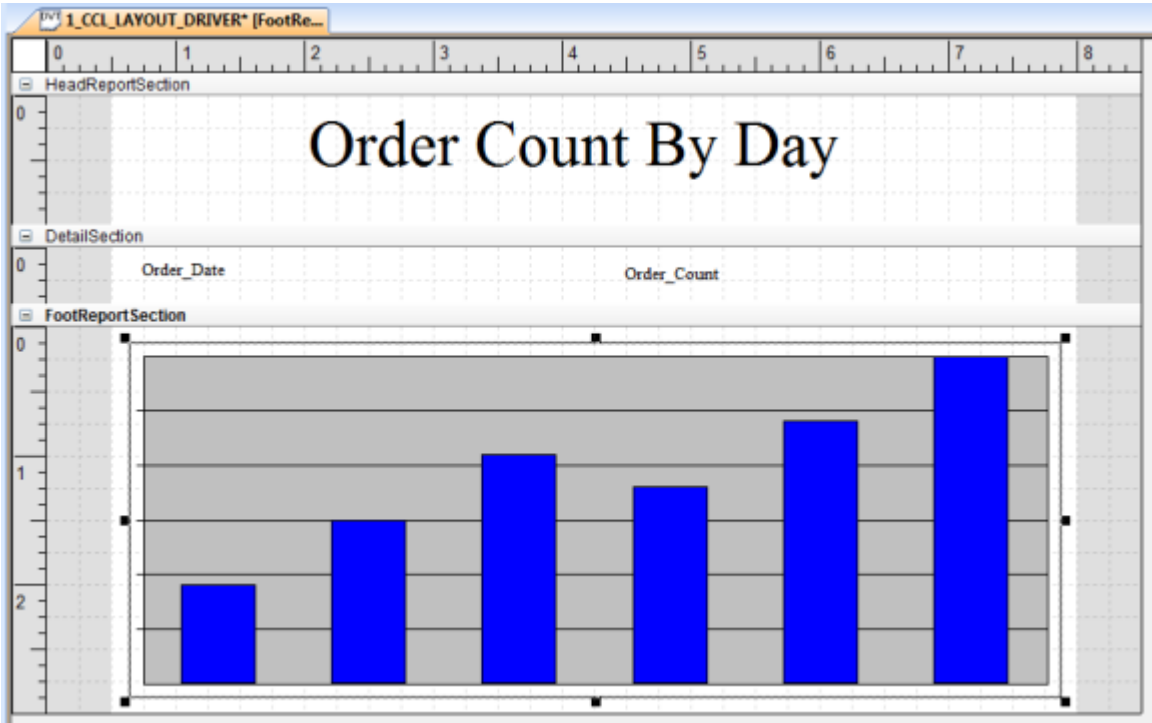 1_CCL_LAYOUT_DRIVER* [FootRe...
0 1 2 3 4 5 6 7 8
HeadReportSection
0
Order Count By Day
DetailSection
0
Order_Date Order_Count
FootReportSection
0
1
2